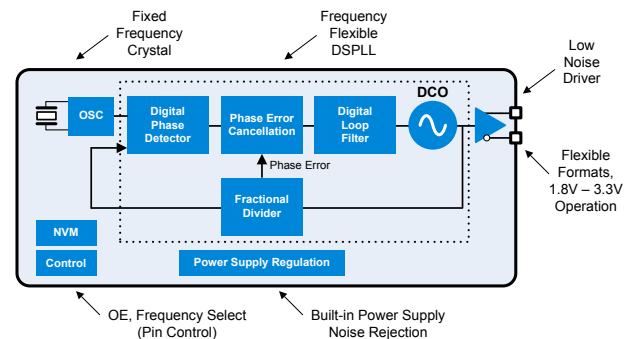 Fixed
Frequency
Crystal
Frequency
Flexible
DSPLL
Low
Noise
Driver
OSC
Digital
Phase
Detector
Phase Error
Cancellation
Digital
Loop
Filter
DCO
Phase Error
Fractional
Divider
Flexible
Formats,
1.8V – 3.3V
Operation
NVM
Control
Power Supply Regulation
OE, Frequency Select
(Pin Control)
Built-in Power Supply
Noise Rejection